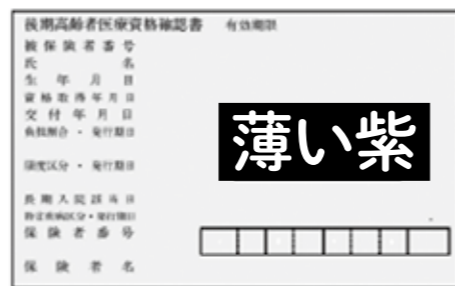 後期高齢者医療資格確認書 有効期限
被保険者番号
氏名
生年月日
資格取得年月日
交付年月日
負担割合・発行期日
薄い紫
限度区分・発行期日
長期入院該当日
特定疾病区分・発行期日
保険者番号
保険者名